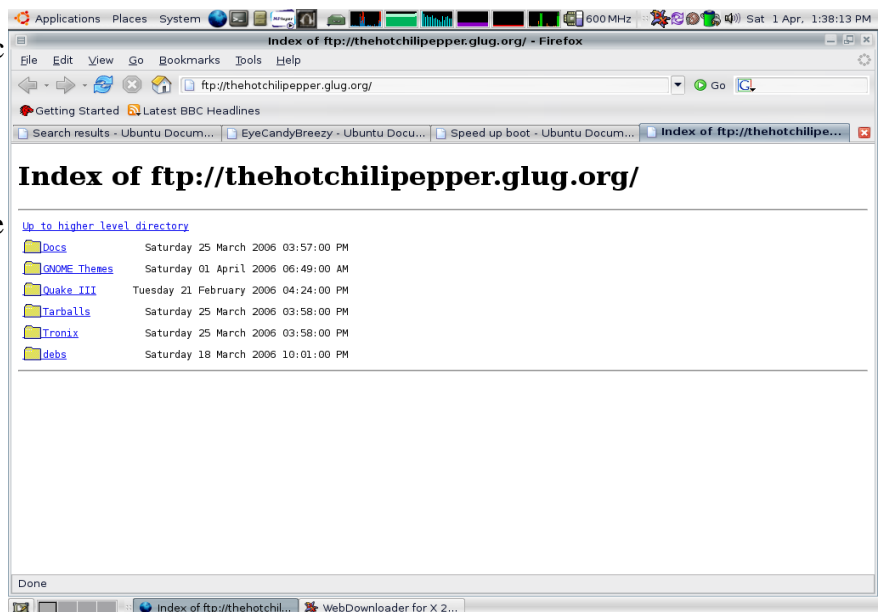 Applications Places System 600 MHz Sat 1 Apr, 1:38:13 PM
Index of ftp://thehotchilipepper.glug.org/ - Firefox
File Edit View Go Bookmarks Tools Help
ftp://thehotchilipepper.glug.org/ Go G
Getting Started Latest BBC Headlines
Search results - Ubuntu Docum... EyeCandyBreezy - Ubuntu Docu... Speed up boot - Ubuntu Docum... Index of ftp://thehotchilipe...
Index of ftp://thehotchilipepper.glug.org/
Up to higher level directory
Docs Saturday 25 March 2006 03:57:00 PM
GNOME Themes Saturday 01 April 2006 06:49:00 AM
Quake III Tuesday 21 February 2006 04:24:00 PM
Tarballs Saturday 25 March 2006 03:58:00 PM
Tronix Saturday 25 March 2006 03:58:00 PM
debs Saturday 18 March 2006 10:01:00 PM
Done
Index of ftp://thehotchil... WebDownloader for X 2...